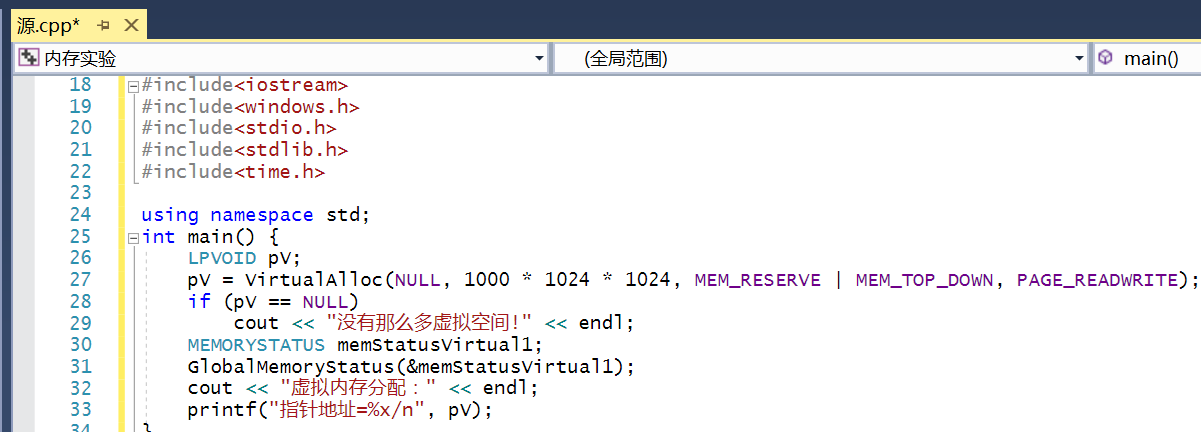 源.cpp*
内存实验 (全局范围) main()
18 #include<iostream>
19 #include<windows.h>
20 #include<stdio.h>
21 #include<stdlib.h>
22 #include<time.h>
23
24 using namespace std;
25 int main() {
26 LPVOID pV;
27 pV = VirtualAlloc(NULL, 1000 * 1024 * 1024, MEM_RESERVE | MEM_TOP_DOWN, PAGE_READWRITE);
28 if (pV == NULL)
29 cout << "没有那么多虚拟空间!" << endl;
30 MEMORYSTATUS memStatusVirtual1;
31 GlobalMemoryStatus(&memStatusVirtual1);
32 cout << "虚拟内存分配：" << endl;
33 printf("指针地址=%x/n", pV);
34 }